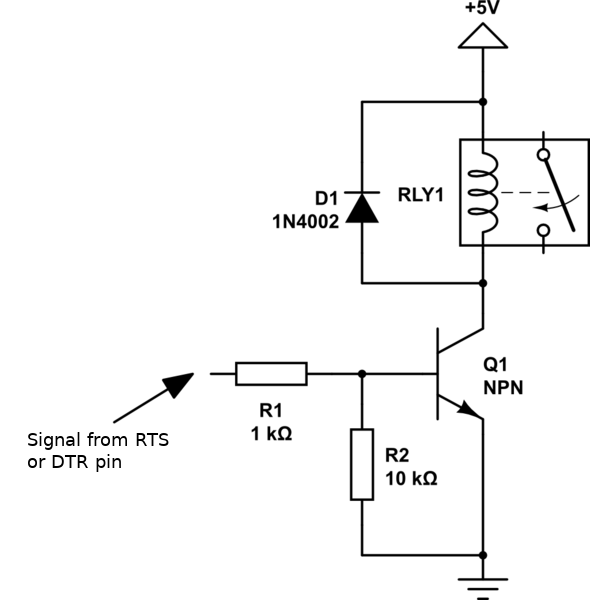 +5V
D1
1N4002
RLY1
Q1
NPN
R1
1 kΩ
Signal from RTS
or DTR pin
R2
10 kΩ